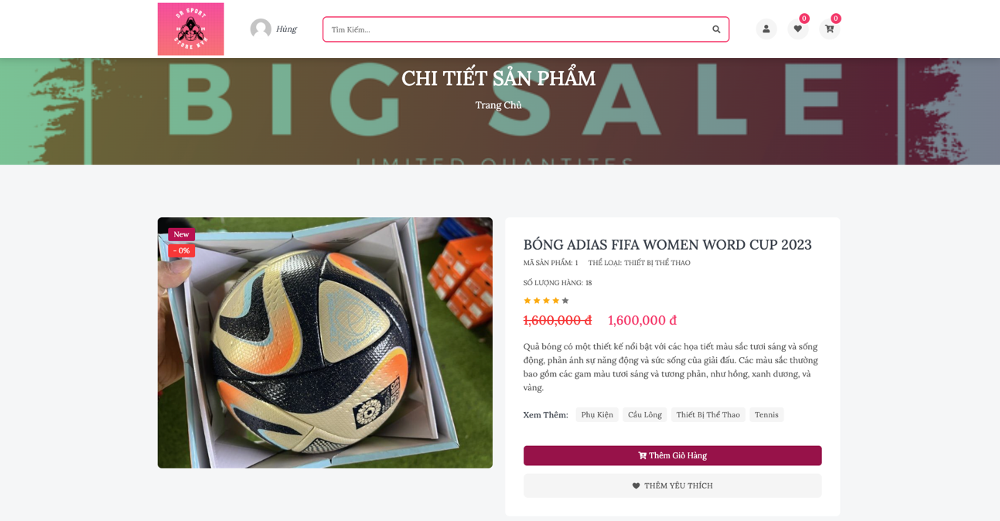 DR SPORT
20 24
STORE NVH
Hùng
Tìm Kiếm...
0
0
BIG SALE
CHI TIẾT SẢN PHẨM
Trang Chủ
LIMITED QUANTITES
New
- 0%
SPEEDSHELL
BÓNG ADIAS FIFA WOMEN WORD CUP 2023
MÃ SẢN PHẨM: 1 THỂ LOẠI: THIẾT BỊ THỂ THAO
SỐ LƯỢNG HÀNG: 18
1,600,000 đ 1,600,000 đ
Quả bóng có một thiết kế nổi bật với các họa tiết màu sắc tươi sáng và sống
động, phản ánh sự năng động và sức sống của giải đấu. Các màu sắc thường
bao gồm các gam màu tươi sáng và tương phản, như hồng, xanh dương, và
vàng.
Xem Thêm: Phụ Kiện Cầu Lông Thiết Bị Thể Thao Tennis
Thêm Giỏ Hàng
THÊM YÊU THÍCH